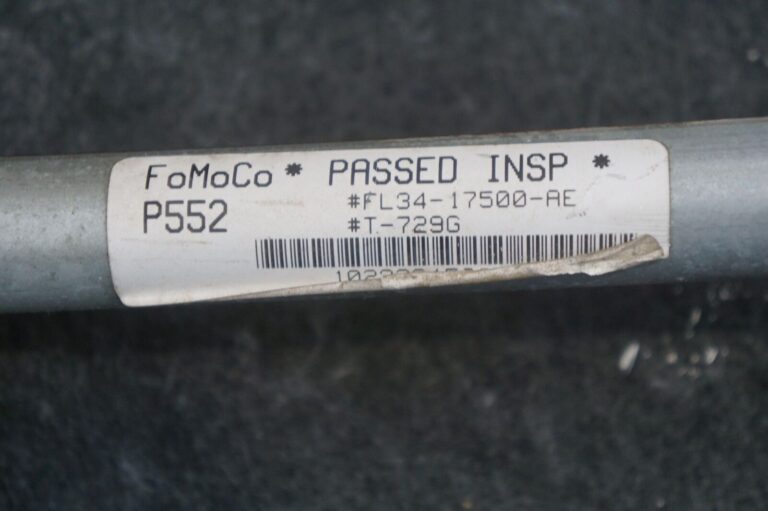 FoMoCo * PASSED INSP *
P552 #FL34-17500-AE
#T-729G